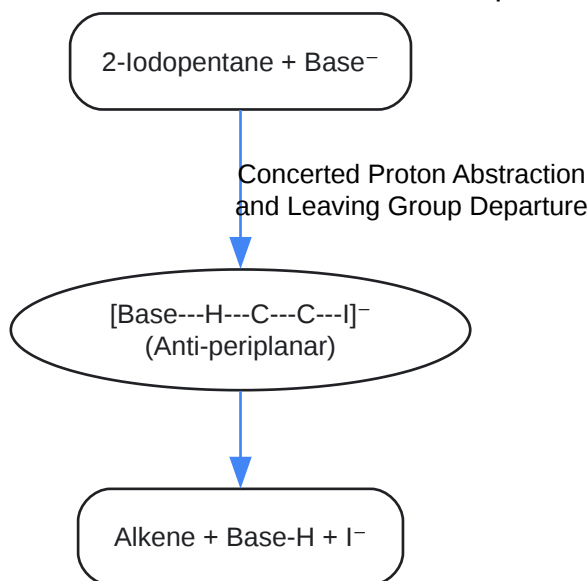 2-Iodopentane + Base⁻
Concerted Proton Abstraction
and Leaving Group Departure
[Base---H---C---C---I]⁻
(Anti-periplanar)
Alkene + Base-H + I⁻